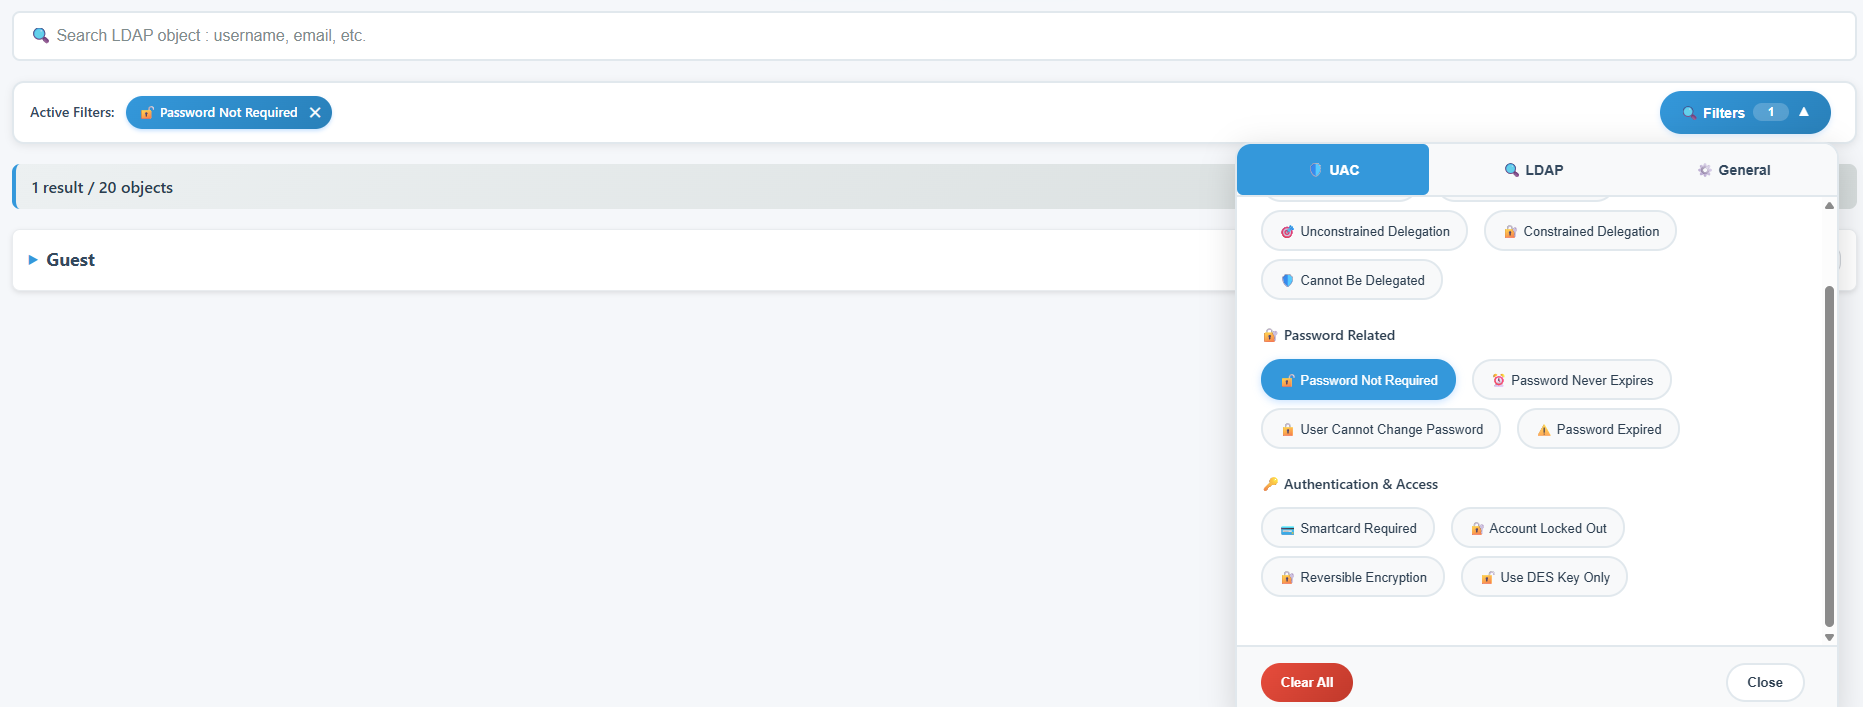 Search LDAP object : username, email, etc.
Active Filters: Password Not Required ✕
Filters 1 ▲
UAC LDAP General
1 result / 20 objects
Unconstrained Delegation Constrained Delegation
Guest
Cannot Be Delegated
Password Related
Password Not Required Password Never Expires
User Cannot Change Password Password Expired
Authentication & Access
Smartcard Required Account Locked Out
Reversible Encryption Use DES Key Only
Clear All Close